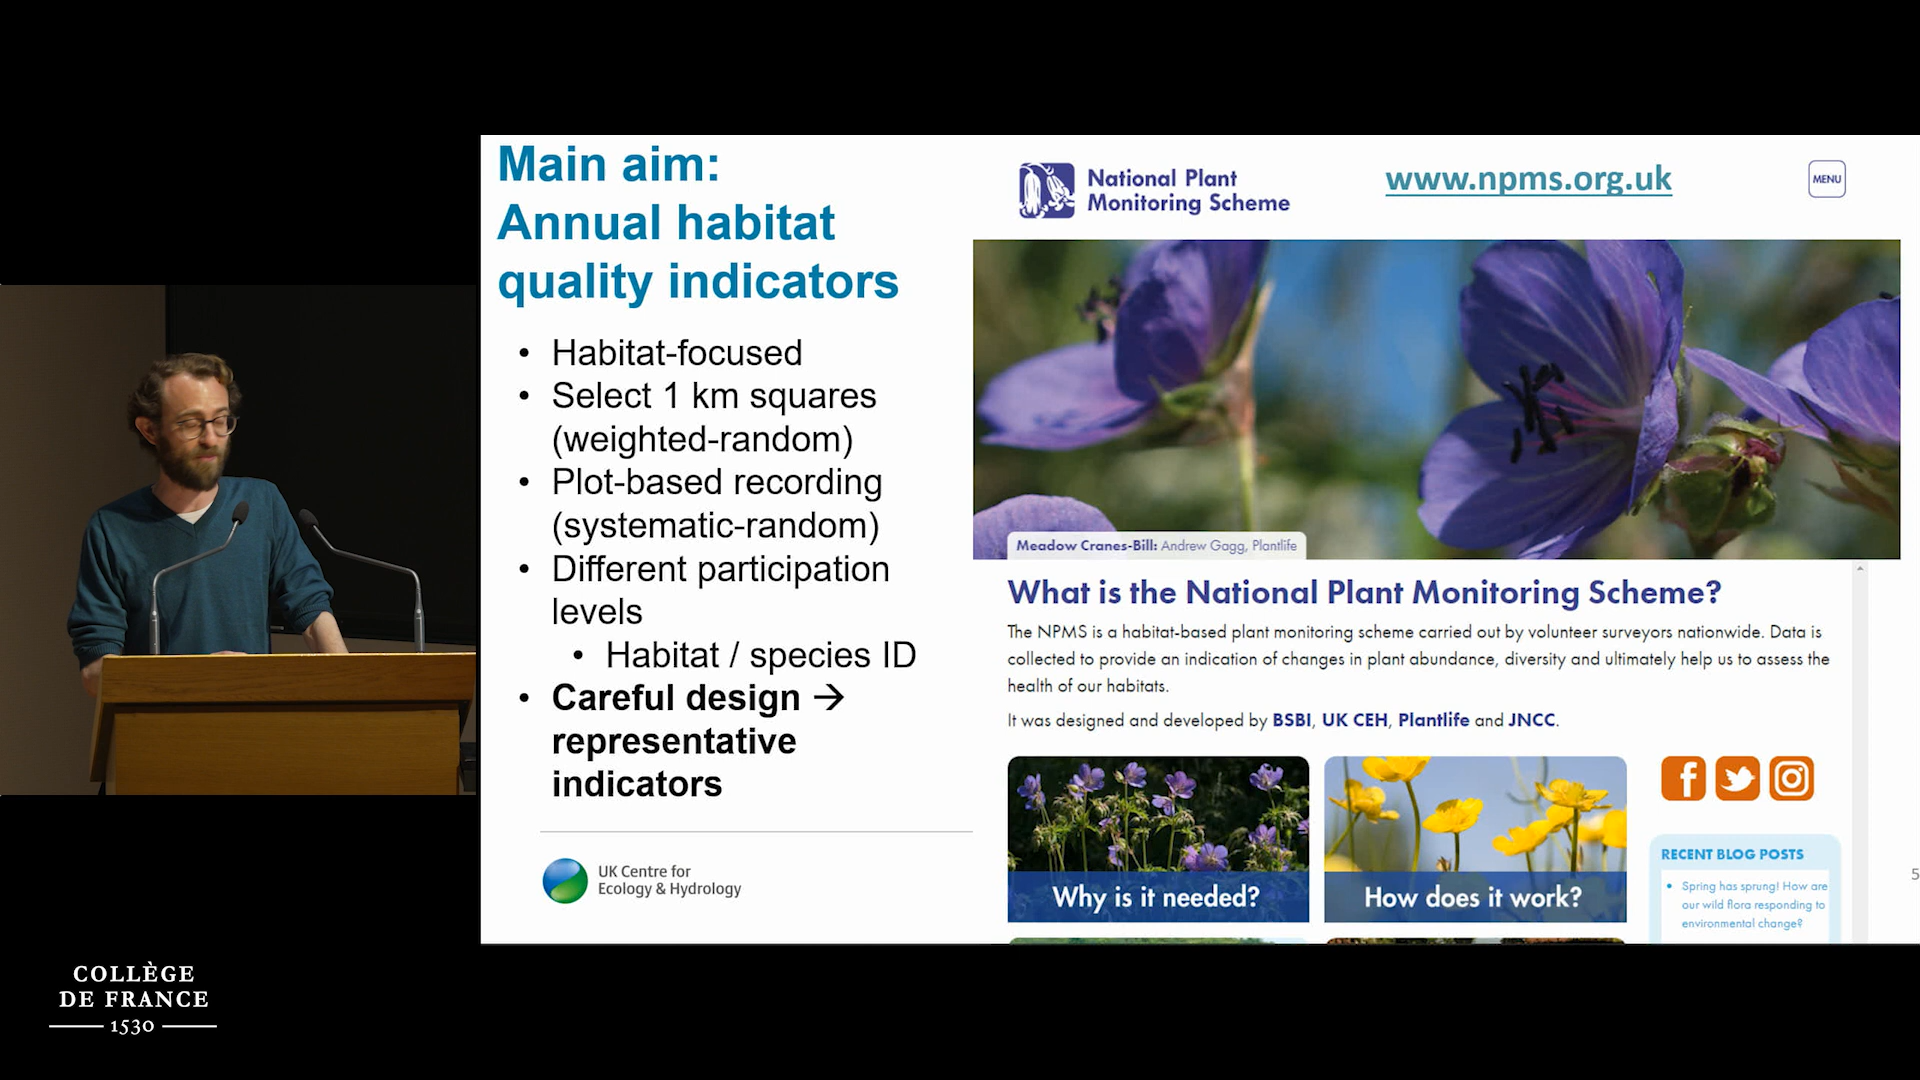 Main aim:
Annual habitat
quality indicators
• Habitat-focused
• Select 1 km squares
(weighted-random)
• Plot-based recording
(systematic-random)
• Different participation
levels
• Habitat / species ID
• Careful design →
representative
indicators
UK Centre for
Ecology & Hydrology
National Plant
Monitoring Scheme
www.npms.org.uk
MENU
Meadow Cranes-Bill: Andrew Gagg, Plantlife
What is the National Plant Monitoring Scheme?
The NPMS is a habitat-based plant monitoring scheme carried out by volunteer surveyors nationwide. Data is
collected to provide an indication of changes in plant abundance, diversity and ultimately help us to assess the
health of our habitats.
It was designed and developed by BSBI, UK CEH, Plantlife and JNCC.
Why is it needed?
How does it work?
RECENT BLOG POSTS
• Spring has sprung! How are
our wild flora responding to
environmental change?
5
COLLÈGE
DE FRANCE
1530